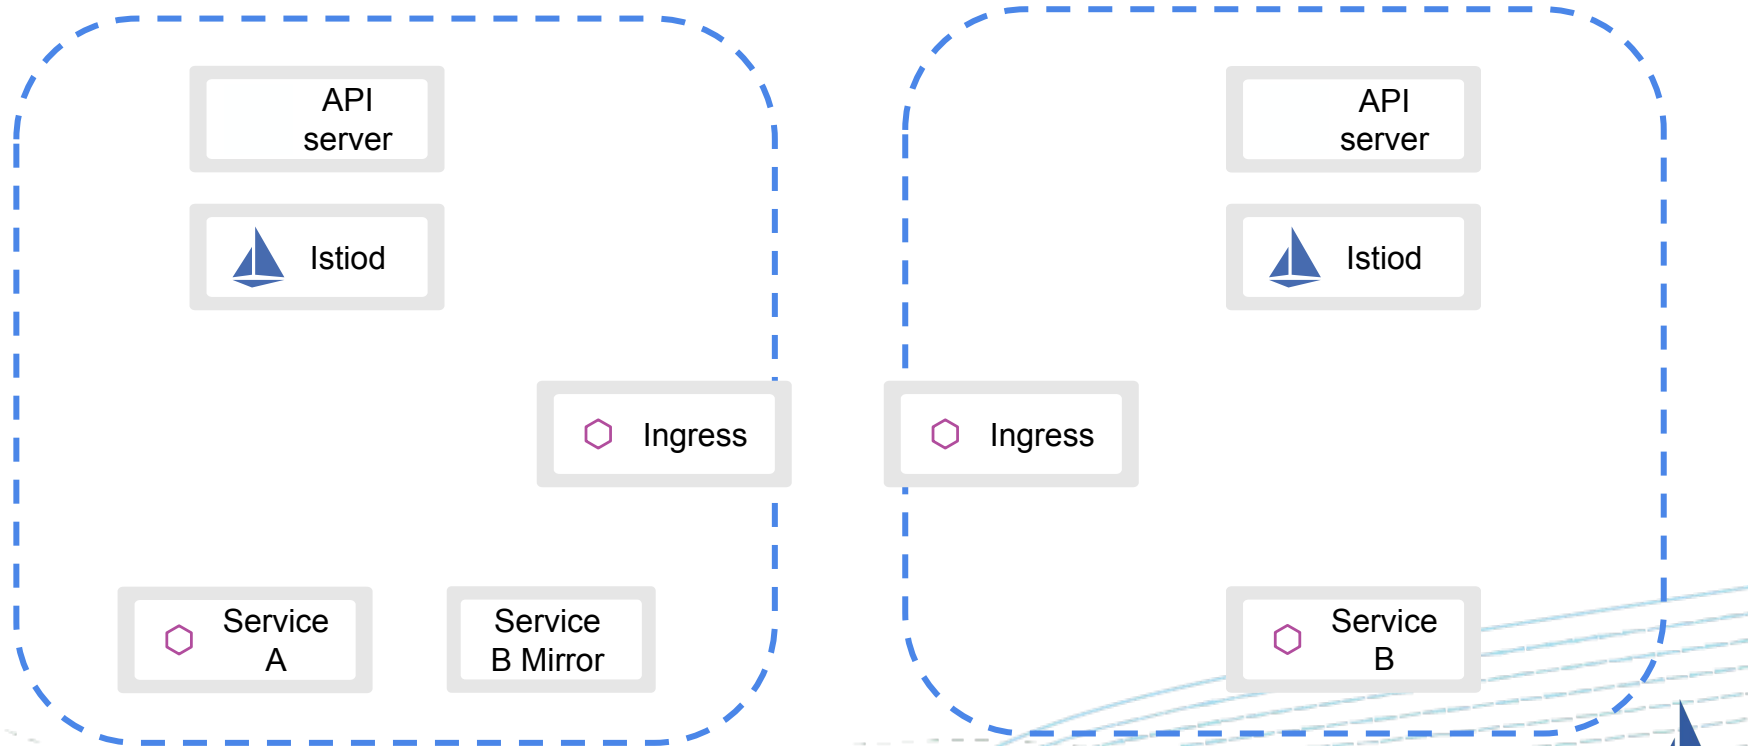 API
server
API
server
Istiod
Istiod
Ingress
Ingress
Service
A
Service
B Mirror
Service
B